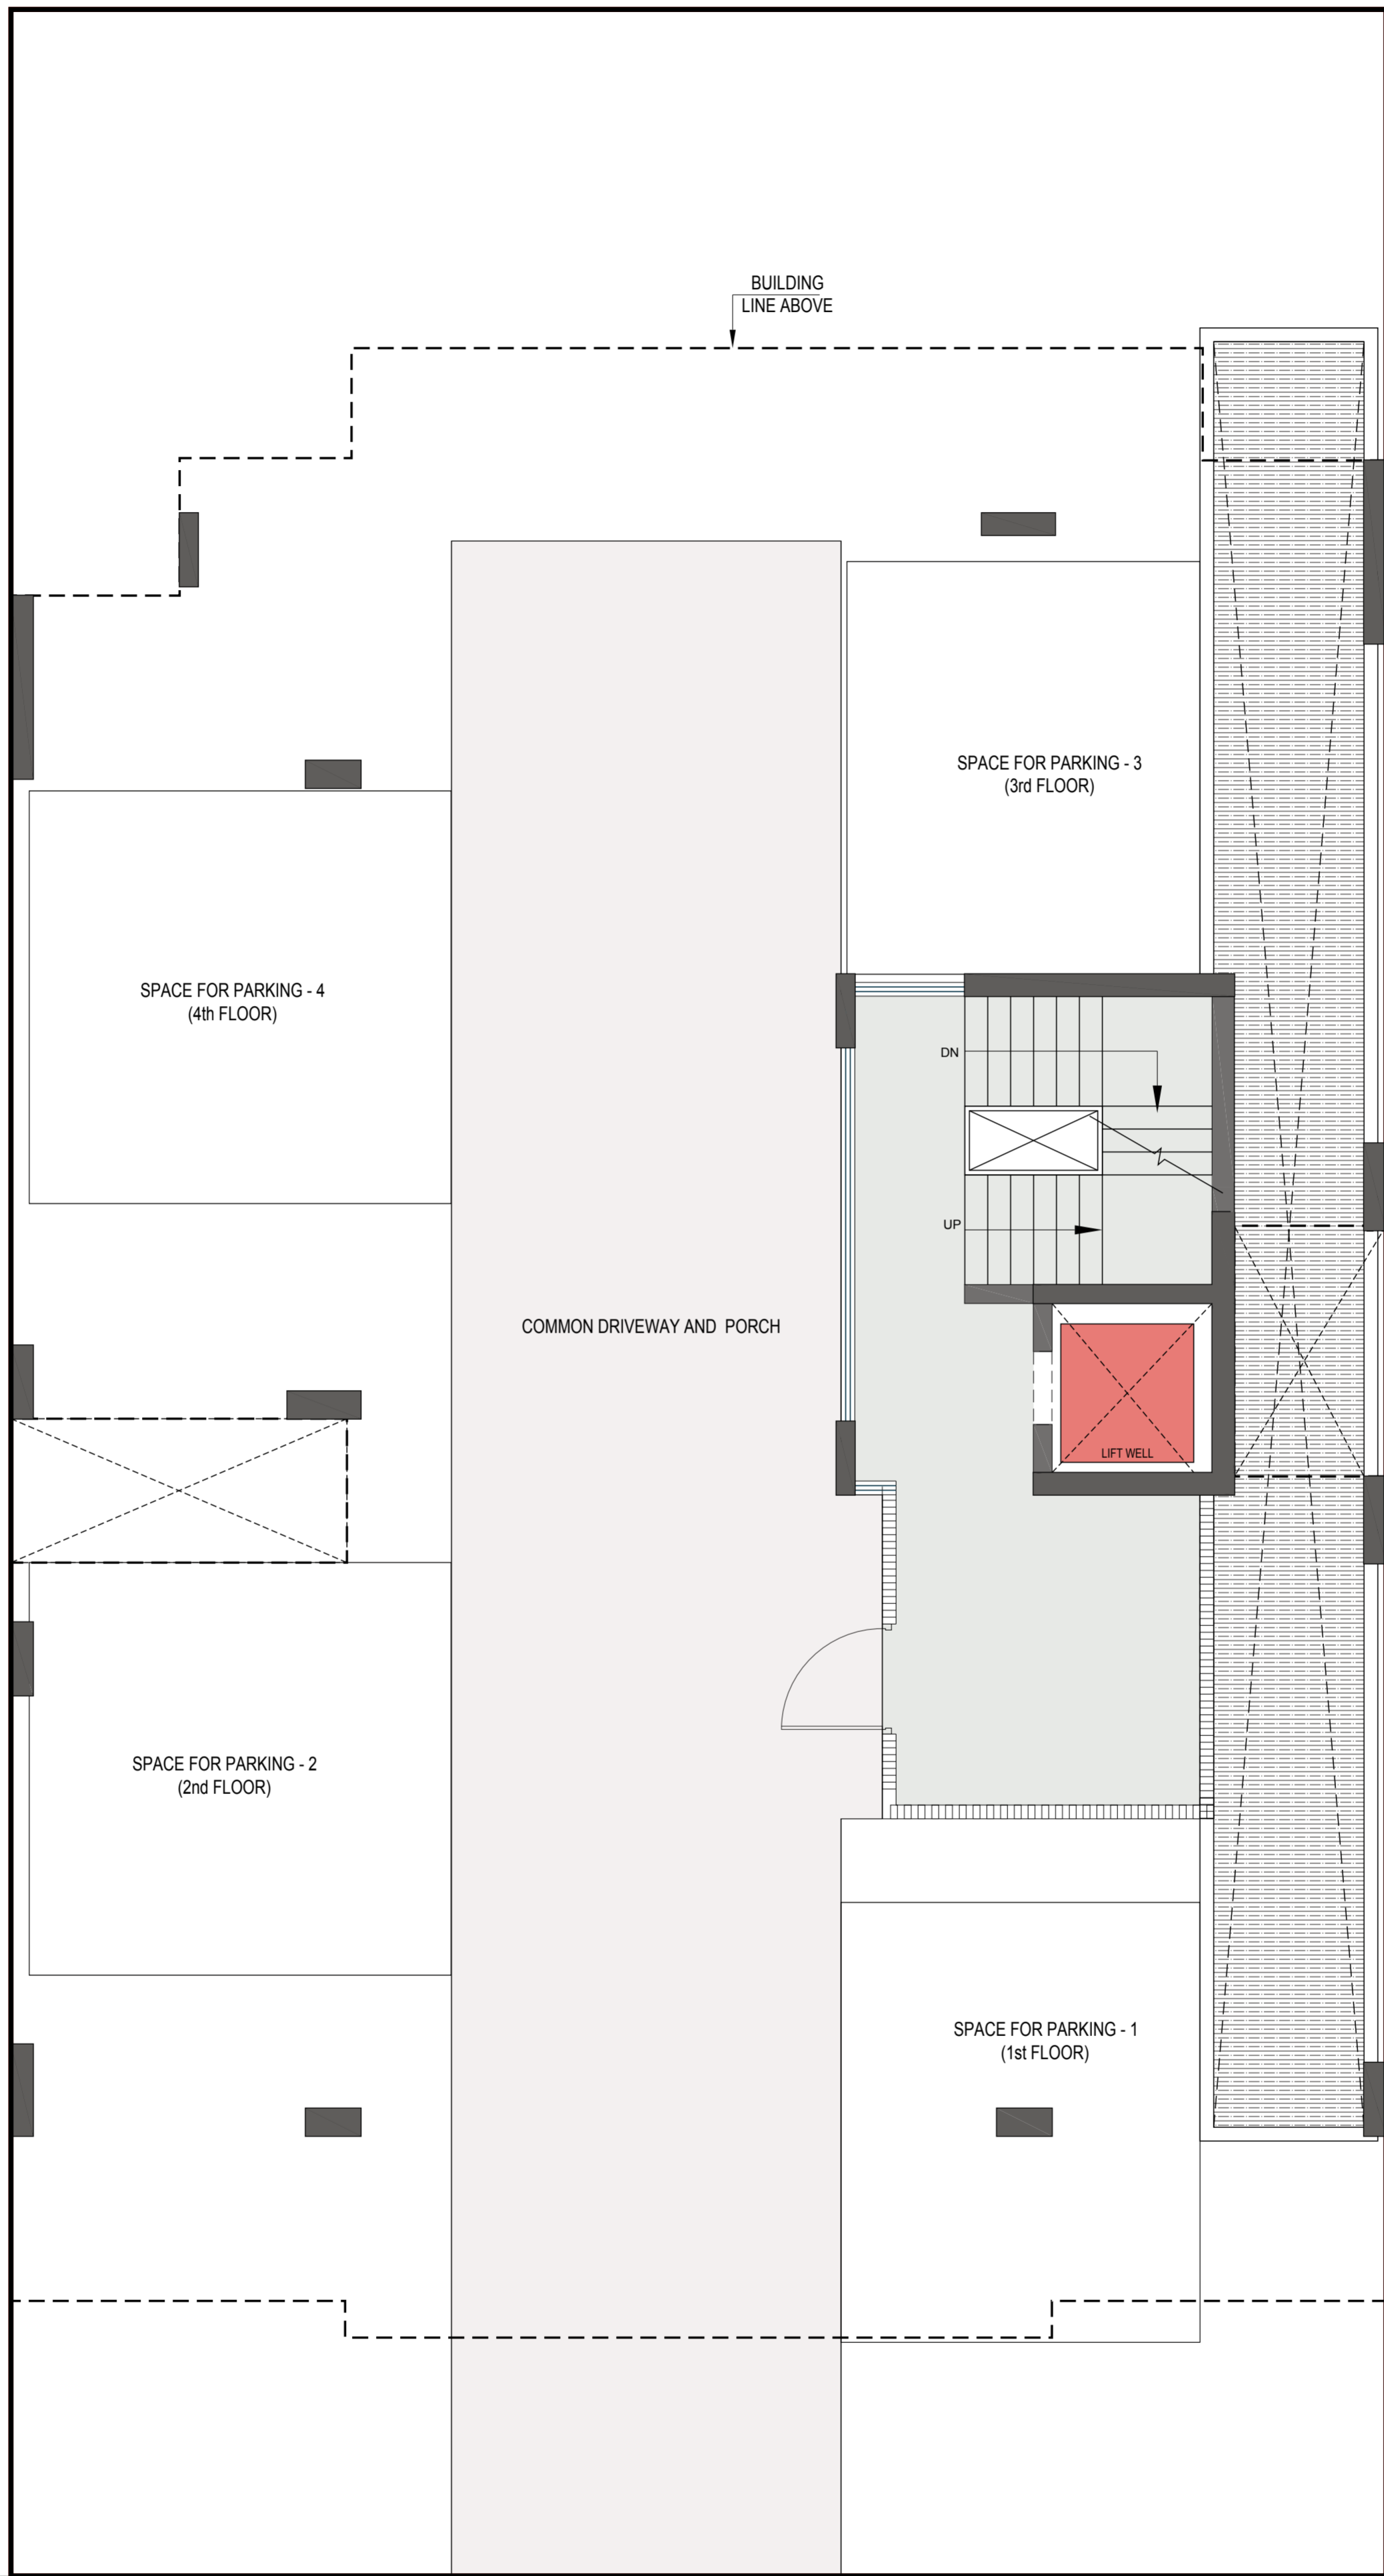 BUILDING
LINE ABOVE
SPACE FOR PARKING - 3
(3rd FLOOR)
SPACE FOR PARKING - 4
(4th FLOOR)
DN
UP
COMMON DRIVEWAY AND PORCH
LIFT WELL
SPACE FOR PARKING - 2
(2nd FLOOR)
SPACE FOR PARKING - 1
(1st FLOOR)